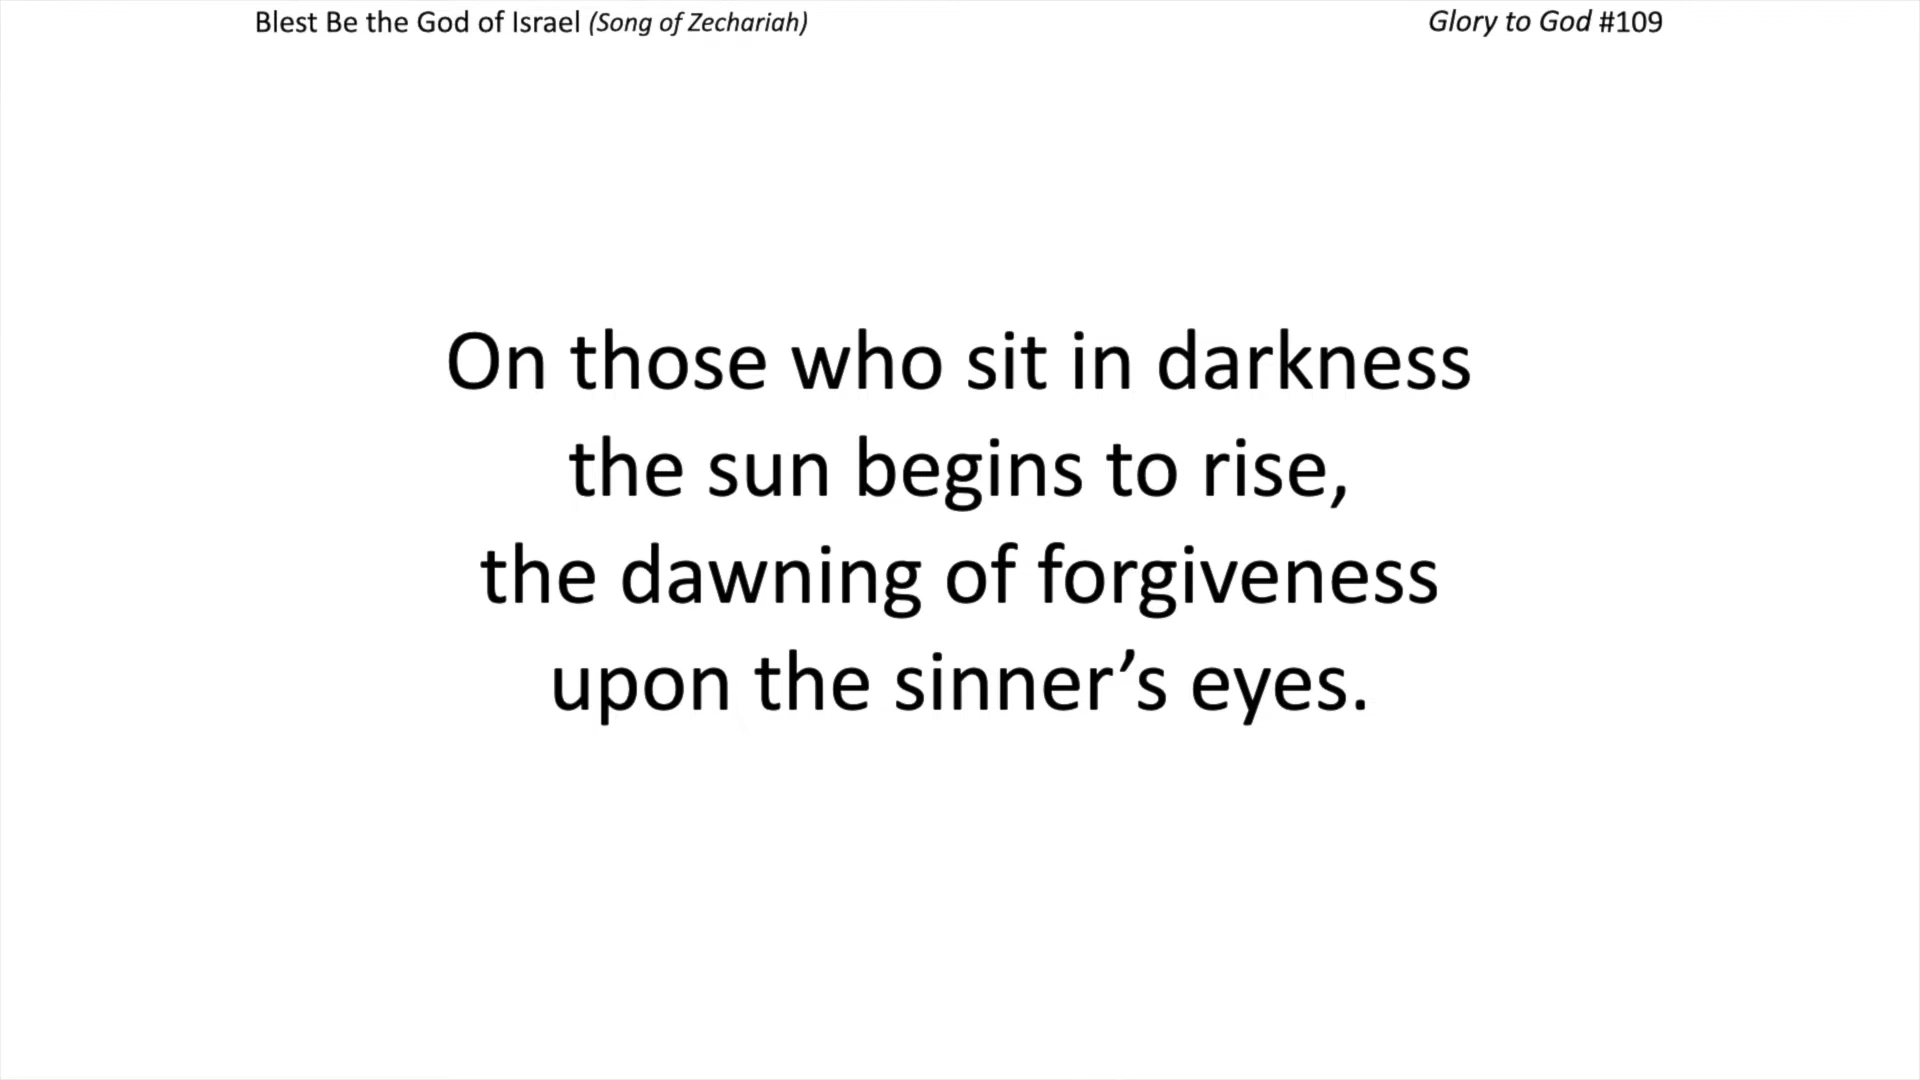 Blest Be the God of Israel (Song of Zechariah) Glory to God #109
On those who sit in darkness
the sun begins to rise,
the dawning of forgiveness
upon the sinner’s eyes.